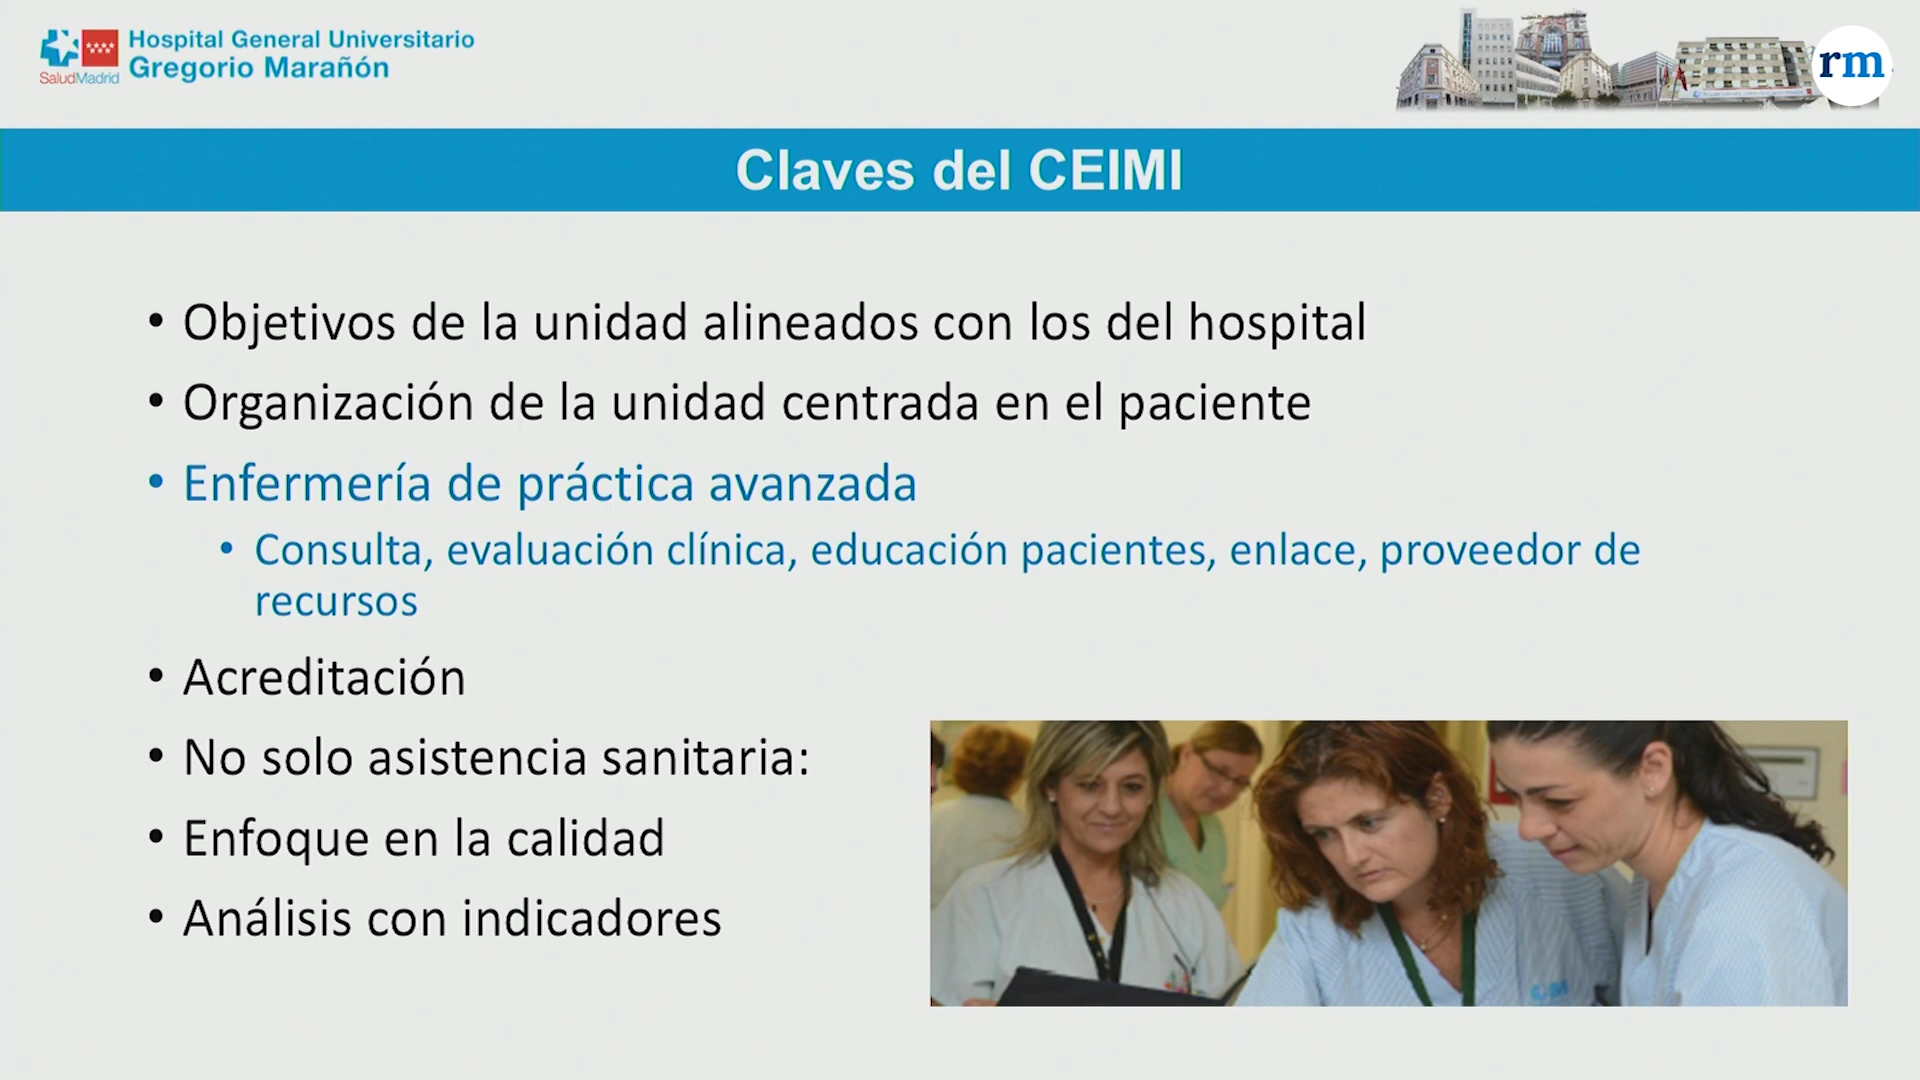 Hospital General Universitario
Gregorio Marañón
SaludMadrid
rm
Claves del CEIMI
• Objetivos de la unidad alineados con los del hospital
• Organización de la unidad centrada en el paciente
• Enfermería de práctica avanzada
• Consulta, evaluación clínica, educación pacientes, enlace, proveedor de
recursos
• Acreditación
• No solo asistencia sanitaria:
• Enfoque en la calidad
• Análisis con indicadores